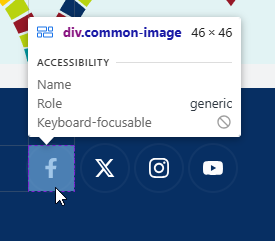 div.common-image 46 × 46
ACCESSIBILITY
Name
Role generic
Keyboard-focusable